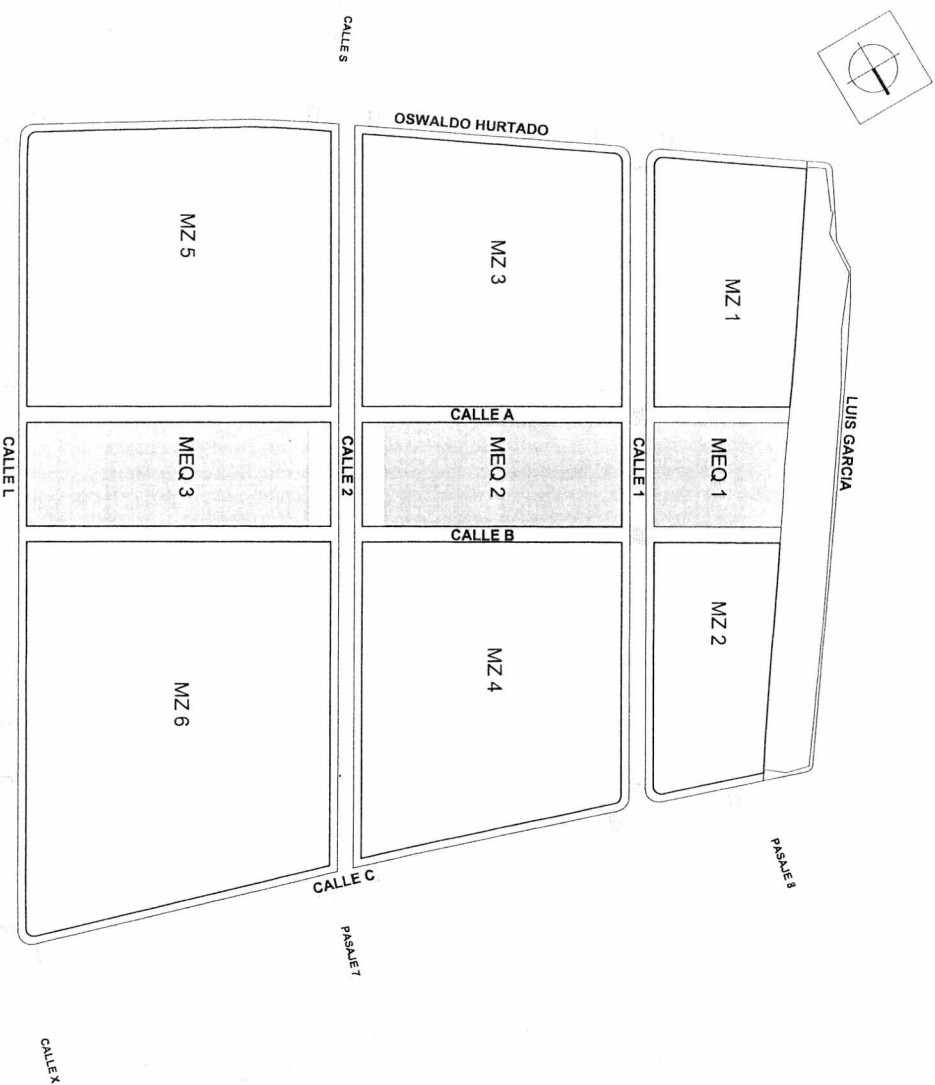 CALLE S
OSWALDO HURTADO
MZ 5
MZ 3
MZ 1
LUIS GARCIA
CALLE A
CALLE L
MEQ 3
CALLE 2
MEQ 2
CALLE 1
MEQ 1
CALLE B
MZ 6
MZ 4
MZ 2
CALLE C
PASAJE 8
PASAJE 7
CALLE X